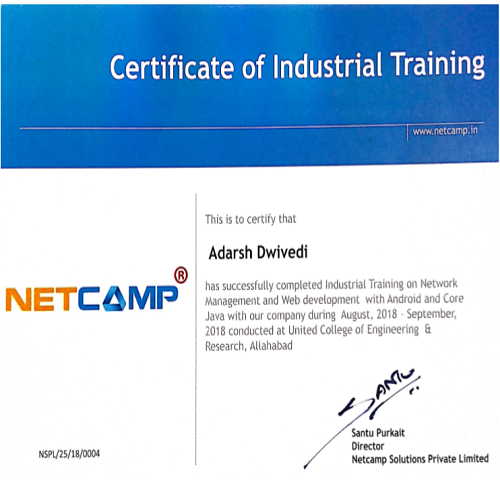 Certificate of Industrial Training
www.netcamp.in
This is to certify that
Adarsh Dwivedi
NETCAMP®
has successfully completed Industrial Training on Network
Management and Web development with Android and Core
Java with our company during August, 2018 - September,
2018 conducted at United College of Engineering &
Research, Allahabad
SANTU
Santu Purkait
Director
Netcamp Solutions Private Limited
NSPL/25/18/0004